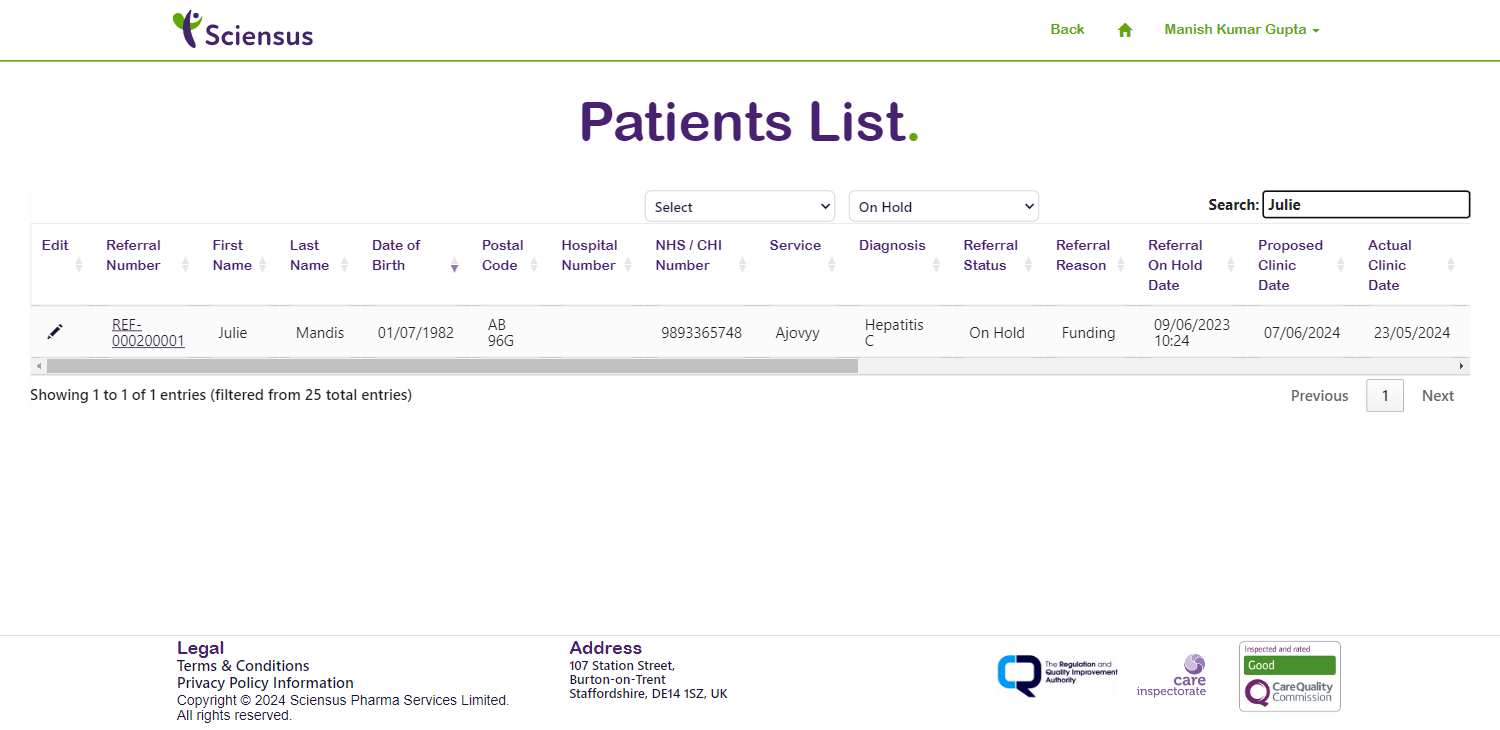 Sciensus
Back
Manish Kumar Gupta
Patients List.
Select
On Hold
Search: Julie
Edit
Referral Number
First Name
Last Name
Date of Birth
Postal Code
Hospital Number
NHS / CHI Number
Service
Diagnosis
Referral Status
Referral Reason
Referral On Hold Date
Proposed Clinic Date
Actual Clinic Date
REF-000200001
Julie
Mandis
01/07/1982
AB 96G
9893365748
Ajovyy
Hepatitis C
On Hold
Funding
09/06/2023 10:24
07/06/2024
23/05/2024
Showing 1 to 1 of 1 entries (filtered from 25 total entries)
Previous
1
Next
Legal
Terms & Conditions
Privacy Policy Information
Copyright © 2024 Sciensus Pharma Services Limited.
All rights reserved.
Address
107 Station Street,
Burton-on-Trent
Staffordshire, DE14 1SZ, UK
The Regulation and
Quality Improvement
Authority
care
inspectorate
Inspected and rated
Good
CareQuality
Commission